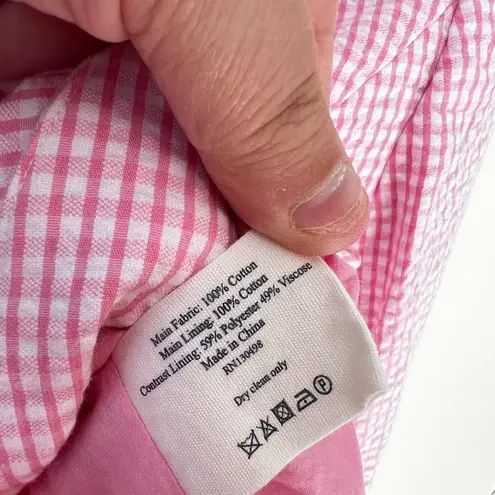 Main Fabric: 100% Cotton
Main Lining: 100% Cotton
Contrast Lining: 59% Polyester 49% Viscose
Made in China
RN130498
Dry clean only
P